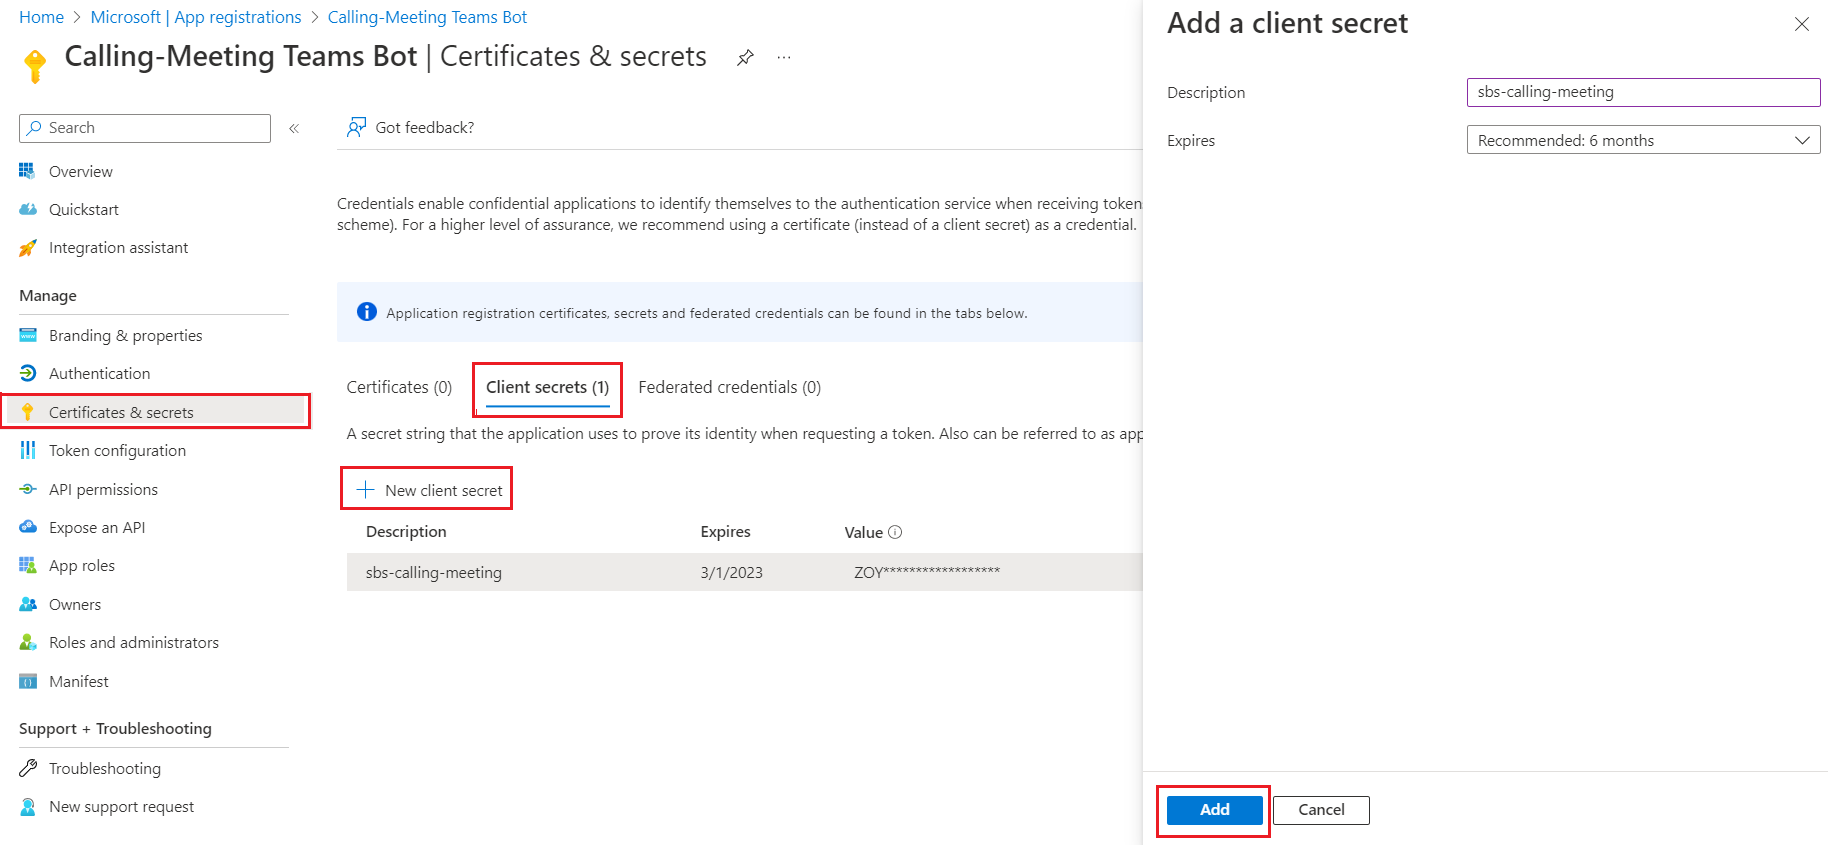 Home > Microsoft | App registrations > Calling-Meeting Teams Bot
Calling-Meeting Teams Bot | Certificates & secrets
Search
Overview
Quickstart
Integration assistant
Manage
Branding & properties
Authentication
Certificates & secrets
Token configuration
API permissions
Expose an API
App roles
Owners
Roles and administrators
Manifest
Support + Troubleshooting
Troubleshooting
New support request
Got feedback?
Credentials enable confidential applications to identify themselves to the authentication service when receiving tokens
scheme). For a higher level of assurance, we recommend using a certificate (instead of a client secret) as a credential.
Application registration certificates, secrets and federated credentials can be found in the tabs below.
Certificates (0) Client secrets (1) Federated credentials (0)
A secret string that the application uses to prove its identity when requesting a token. Also can be referred to as app
New client secret
Description Expires Value
sbs-calling-meeting 3/1/2023 ZOY******************
Add a client secret
Description sbs-calling-meeting
Expires Recommended: 6 months
Add Cancel